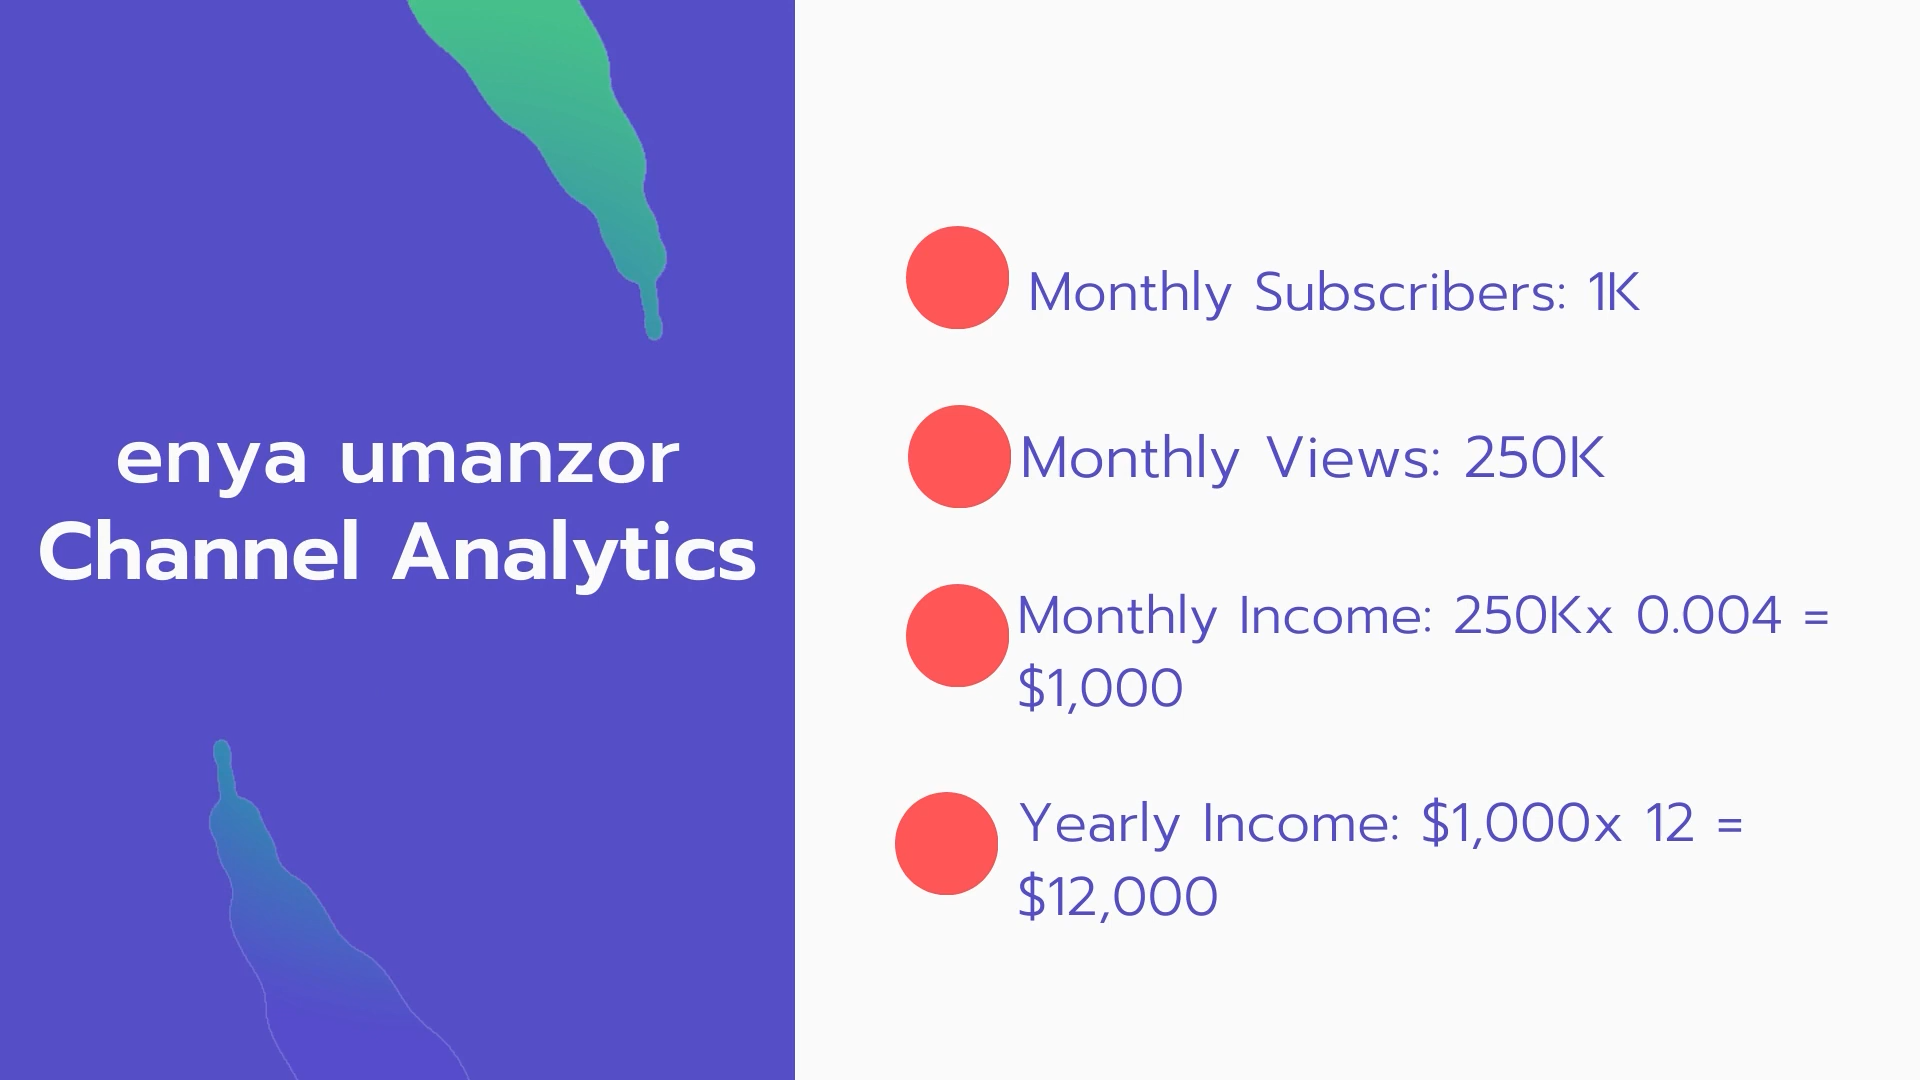 enya umanzor
Channel Analytics
Monthly Subscribers: 1K
Monthly Views: 250K
Monthly Income: 250Kx 0.004 =
$1,000
Yearly Income: $1,000x 12 =
$12,000